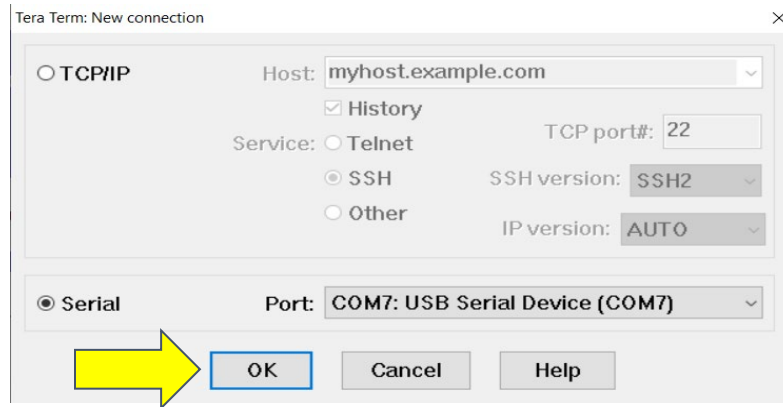 Tera Term: New connection
TCP/IP
Host: myhost.example.com
History
Service: Telnet
TCP port#: 22
SSH
SSH version: SSH2
Other
IP version: AUTO
Serial
Port: COM7: USB Serial Device (COM7)
OK Cancel Help